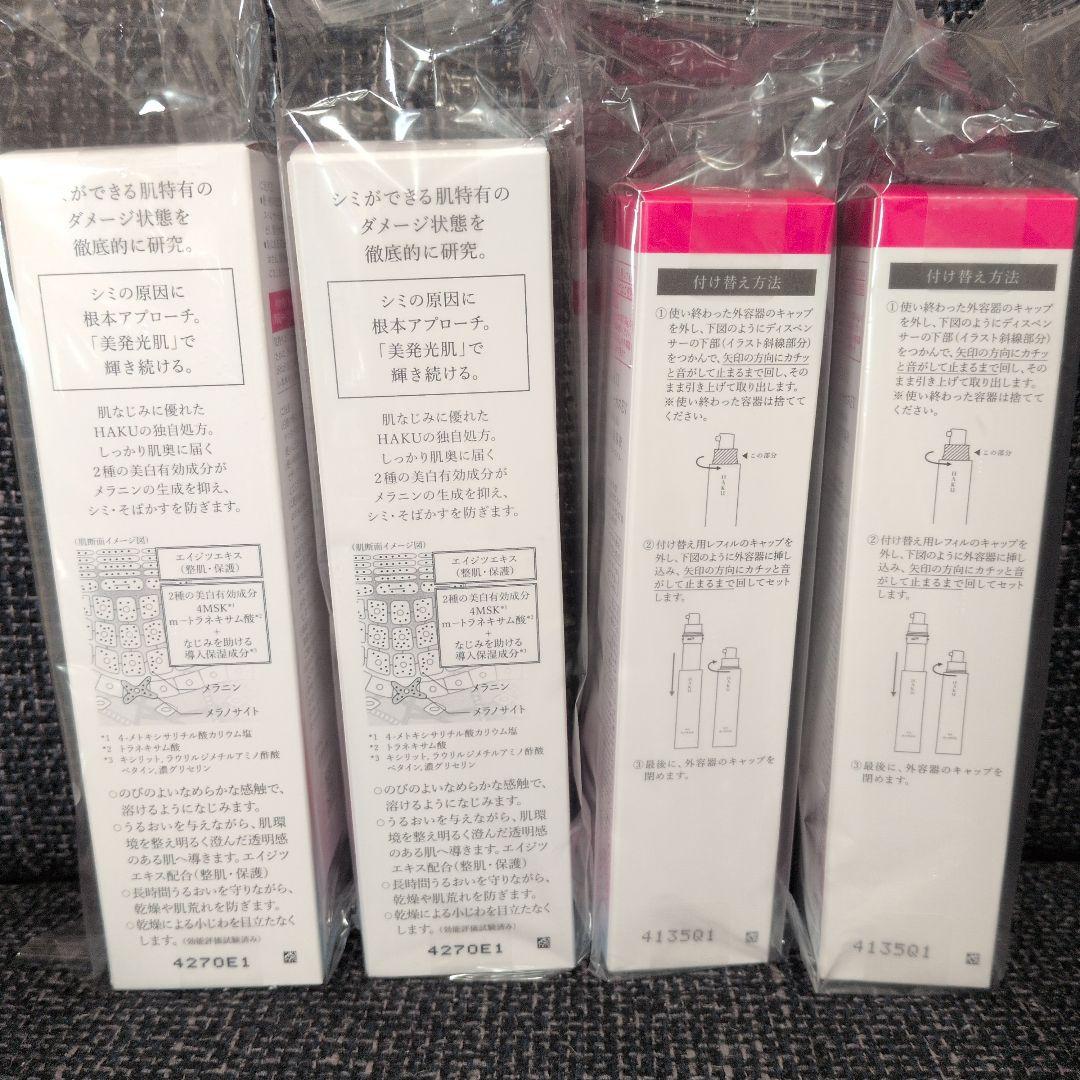 ができる肌特有の
ダメージ状態を
徹底的に研究。
シミの原因に
根本アプローチ。
「美発光肌」で
輝き続ける。
肌なじみに優れた
HAKUの独自処方。
しっかり肌奥に届く
2種の美白有効成分が
メラニンの生成を抑え、
シミ・そばかすを防ぎます。
(肌断面イメージ図)
エイジツエキス
(整肌・保護)
2種の美白有効成分
4MSK*1
m-トラネキサム酸*2
+
なじみを助ける
導入保湿成分*3
メラニン
メラノサイト
*1 4-メトキシサリチル酸カリウム塩
*2 トラネキサム酸
*3 キシリット,ラウリルジメチルアミノ酢酸
ベタイン,濃グリセリン
○のびのよいなめらかな感触で、
溶けるようになじみます。
○うるおいを与えながら、肌環
境を整え明るく澄んだ透明感
のある肌へ導きます。エイジツ
エキス配合(整肌・保護)
○長時間うるおいを守りながら、
乾燥や肌荒れを防ぎます。
○乾燥による小じわを目立たなく
します。(効能評価試験済み)
4270E1
シミができる肌特有の
ダメージ状態を
徹底的に研究。
シミの原因に
根本アプローチ。
「美発光肌」で
輝き続ける。
肌なじみに優れた
HAKUの独自処方。
しっかり肌奥に届く
2種の美白有効成分が
メラニンの生成を抑え、
シミ・そばかすを防ぎます。
(肌断面イメージ図)
エイジツエキス
(整肌・保護)
2種の美白有効成分
4MSK*1
m-トラネキサム酸*2
+
なじみを助ける
導入保湿成分*3
メラニン
メラノサイト
*1 4-メトキシサリチル酸カリウム塩
*2 トラネキサム酸
*3 キシリット,ラウリルジメチルアミノ酢酸
ベタイン,濃グリセリン
○のびのよいなめらかな感触で、
溶けるようになじみます。
○うるおいを与えながら、肌環
境を整え明るく澄んだ透明感
のある肌へ導きます。エイジツ
エキス配合(整肌・保護)
○長時間うるおいを守りながら、
乾燥や肌荒れを防ぎます。
○乾燥による小じわを目立たなく
します。(効能評価試験済み)
4270E1
付け替え方法
①使い終わった外容器のキャップ
を外し、下図のようにディスペン
サーの下部(イラスト斜線部分)
をつかんで、矢印の方向にカチッ
と音がして止まるまで回し、その
まま引き上げて取り出します。
※使い終わった容器は捨てて
ください。
◀この部分
HAKU
②付け替え用レフィルのキャップを
外し、下図のように外容器に挿し
込み、矢印の方向にカチッと音
がして止まるまで回してセット
します。
HAKU
HAKU
③最後に、外容器のキャップを
閉めます。
4135Q1
付け替え方法
①使い終わった外容器のキャップ
を外し、下図のようにディスペン
サーの下部(イラスト斜線部分)
をつかんで、矢印の方向にカチッ
と音がして止まるまで回し、その
まま引き上げて取り出します。
※使い終わった容器は捨てて
ください。
◀この部分
HAKU
②付け替え用レフィルのキャップを
外し、下図のように外容器に挿し
込み、矢印の方向にカチッと音
がして止まるまで回してセット
します。
HAKU
HAKU
③最後に、外容器のキャップを
閉めます。
4135Q1